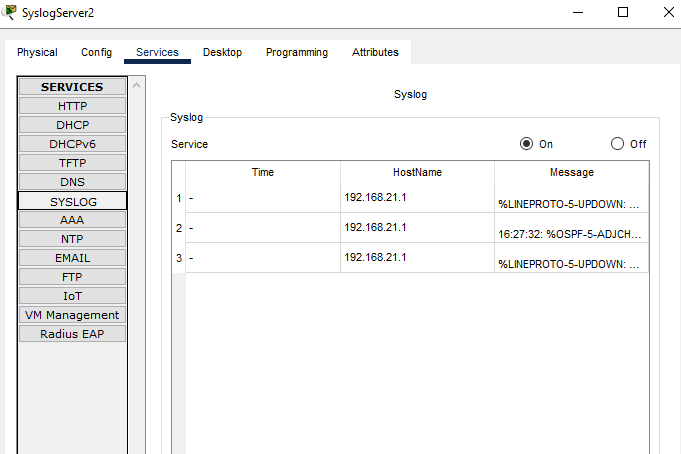 SyslogServer2
Physical Config Services Desktop Programming Attributes
SERVICES
HTTP
DHCP
DHCPv6
TFTP
DNS
SYSLOG
AAA
NTP
EMAIL
FTP
IoT
VM Management
Radius EAP
Syslog
Syslog
Service On Off
Time HostName Message
1 - 192.168.21.1 %LINEPROTO-5-UPDOWN: ...
2 - 192.168.21.1 16:27:32: %OSPF-5-ADJCH...
3 - 192.168.21.1 %LINEPROTO-5-UPDOWN: ...